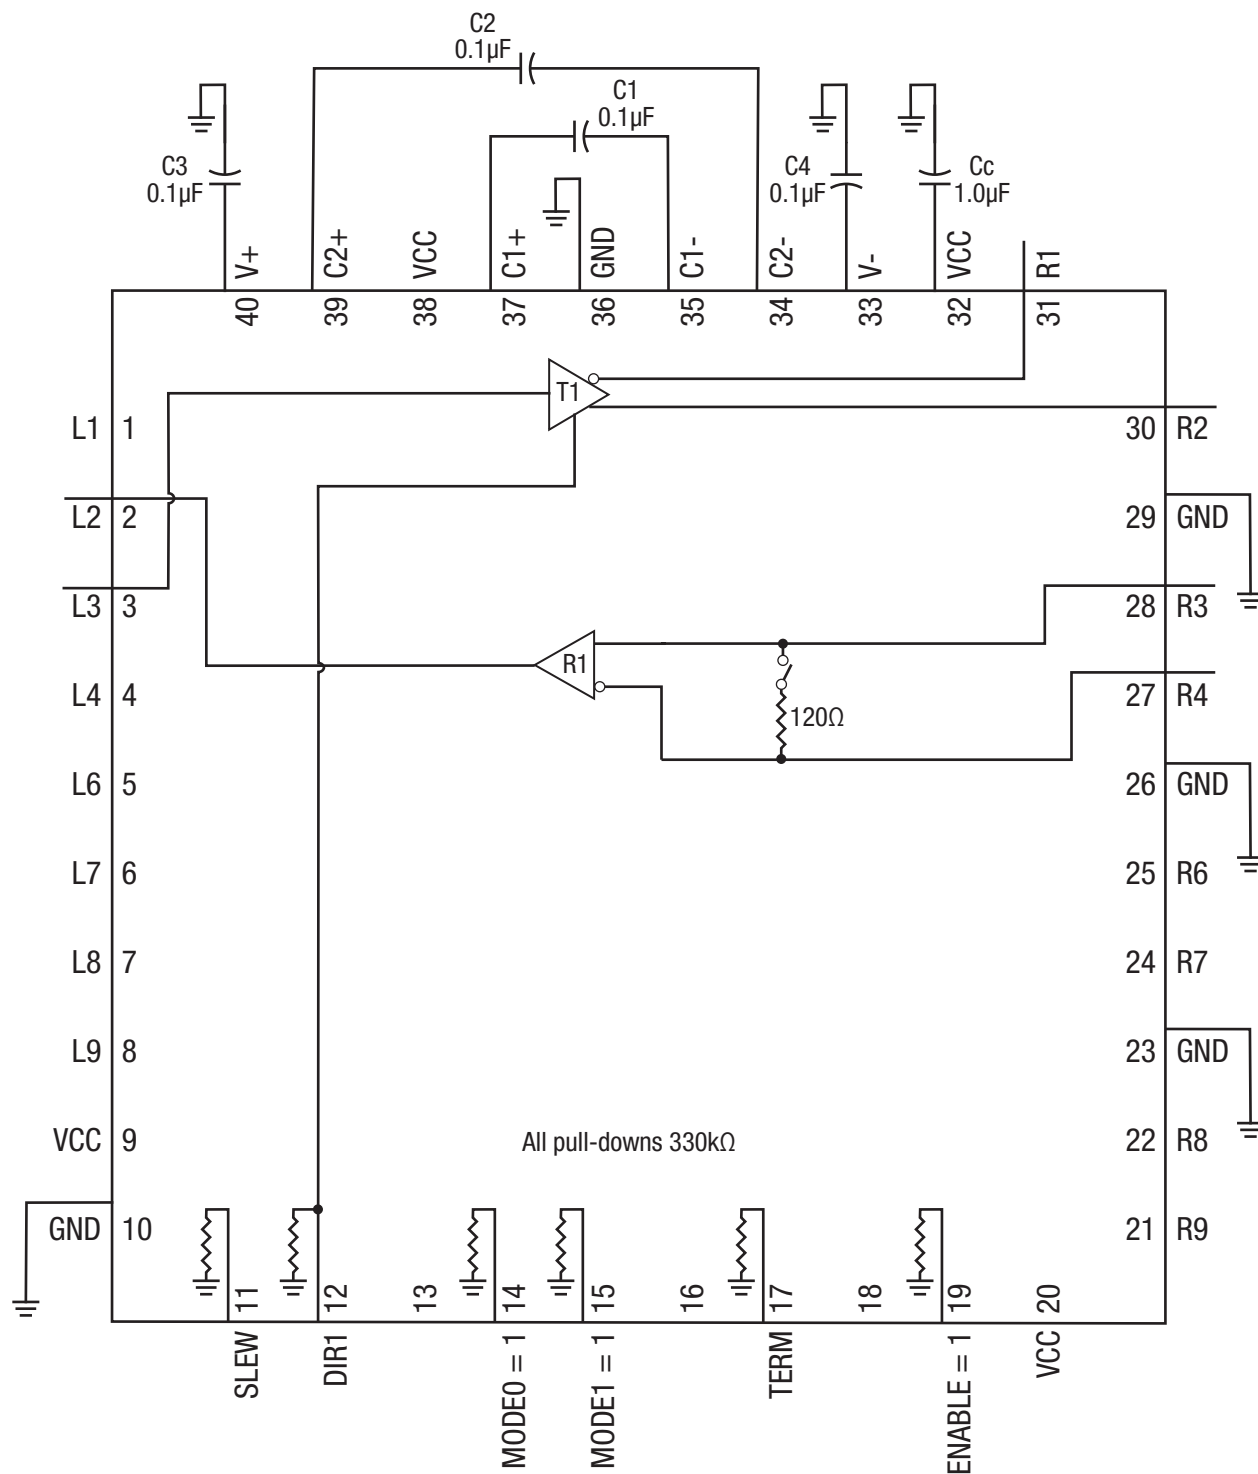 C2
0.1µF
C1
0.1µF
C3
0.1µF
C4
0.1µF
Cc
1.0µF
V+
C2+
VCC
C1+
GND
C1-
C2-
V-
VCC
R1
40
39
38
37
36
35
34
33
32
31
T1
L1 1
30 R2
L2 2
29 GND
L3 3
28 R3
R1
L4 4
27 R4
120Ω
L6 5
26 GND
L7 6
25 R6
L8 7
24 R7
L9 8
23 GND
VCC 9
All pull-downs 330kΩ
22 R8
GND 10
21 R9
11
12
13
14
15
16
17
18
19
20
SLEW
DIR1
MODE0 = 1
MODE1 = 1
TERM
ENABLE = 1
VCC